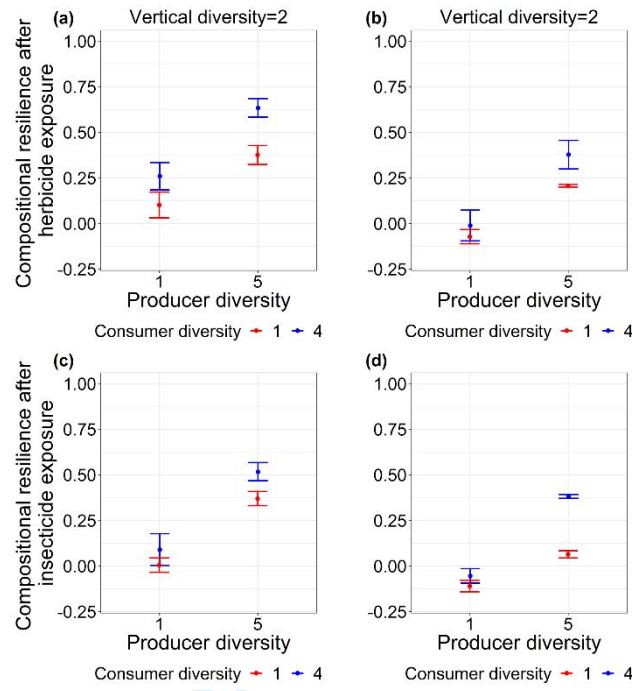 (a) Vertical diversity=2
(b) Vertical diversity=2
Compositional resilience after
herbicide exposure
1.00
0.75
0.50
0.25
0.00
-0.25
1 5
Producer diversity
Consumer diversity 1 4
1.00
0.75
0.50
0.25
0.00
-0.25
1 5
Producer diversity
Consumer diversity 1 4
(c)
(d)
Compositional resilience after
insecticide exposure
1.00
0.75
0.50
0.25
0.00
-0.25
1 5
Producer diversity
Consumer diversity 1 4
1.00
0.75
0.50
0.25
0.00
-0.25
1 5
Producer diversity
Consumer diversity 1 4